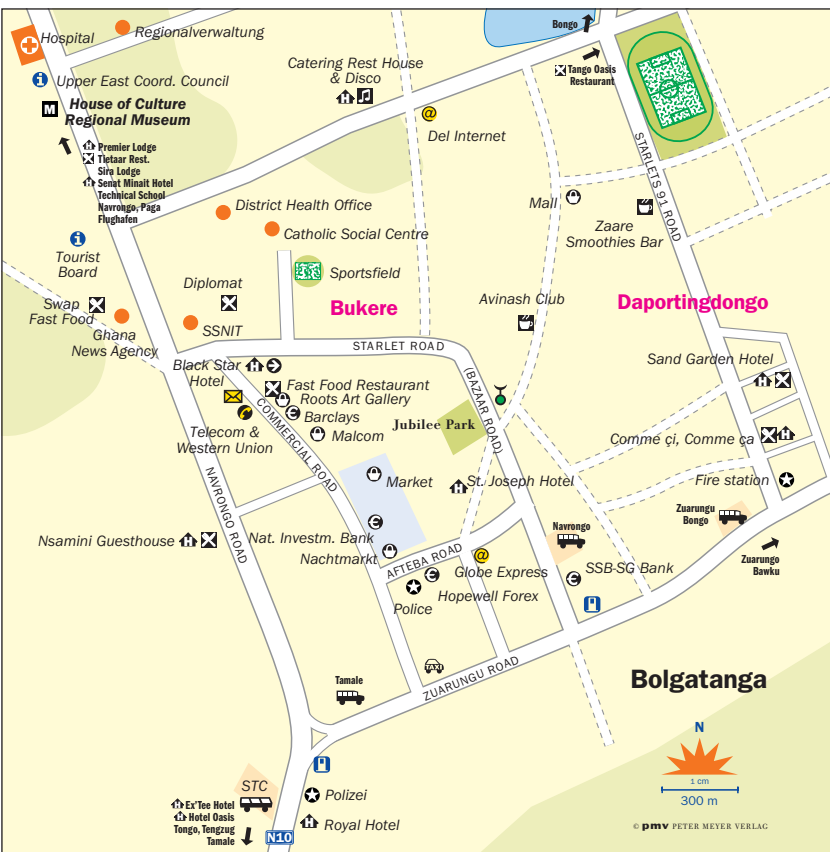 Hospital
Regionalverwaltung
Bongo
Upper East Coord. Council
Catering Rest House
& Disco
Tango Oasis
Restaurant
M
House of Culture
Regional Museum
@
Del Internet
Premier Lodge
Tietaar Rest.
Sira Lodge
Senat Minait Hotel
Technical School
Navrongo, Paga
Flughafen
STARLETS 91 ROAD
Mall
Zaare
Smoothies Bar
District Health Office
Catholic Social Centre
Tourist
Board
Sportsfield
Diplomat
Bukere
Avinash Club
Daportingdongo
Swap
Fast Food
Ghana
News Agency
SSNIT
STARLET ROAD
Black Star
Hotel
Sand Garden Hotel
Fast Food Restaurant
Roots Art Gallery
Barclays
Malcom
COMMERCIAL ROAD
(BAZAAR ROAD)
Jubilee Park
Telecom &
Western Union
Comme çi, Comme ça
NAVRONGO ROAD
Market
St. Joseph Hotel
Fire station
Zuarungu
Bongo
Nsamini Guesthouse
Nat. Investm. Bank
Nachtmarkt
Navrongo
AFTEBA ROAD
@
Globe Express
SSB-SG Bank
Zuarungo
Bawku
Hopewell Forex
Police
TAXI
ZUARUNGU ROAD
Tamale
Bolgatanga
N
1 cm
300 m
STC
Polizei
Ex'Tee Hotel
Hotel Oasis
Tongo, Tengzug
Tamale
N10
Royal Hotel
© pmv PETER MEYER VERLAG